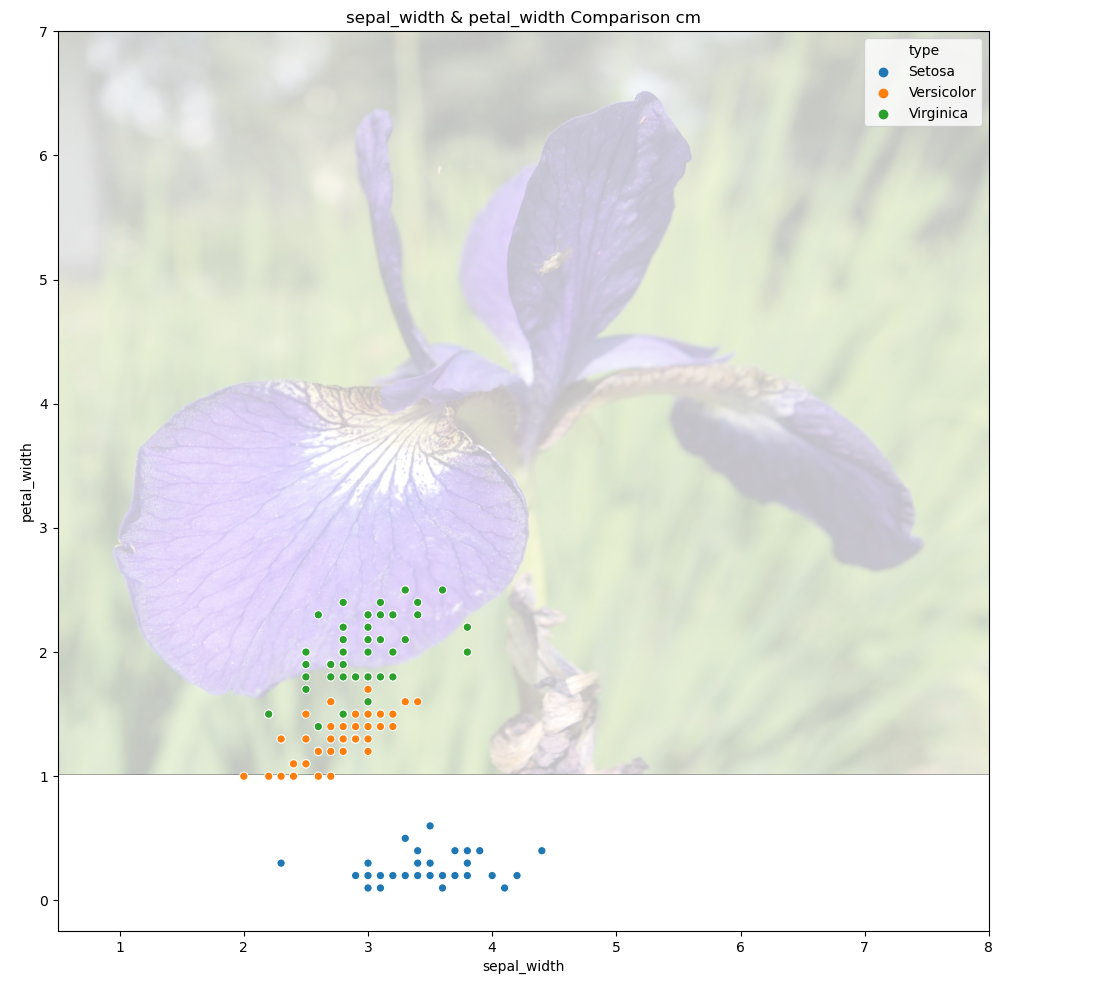 sepal_width & petal_width Comparison cm
7
6
5
4
3
2
1
0
petal_width
type
Setosa
Versicolor
Virginica
1 2 3 4 5 6 7 8
sepal_width